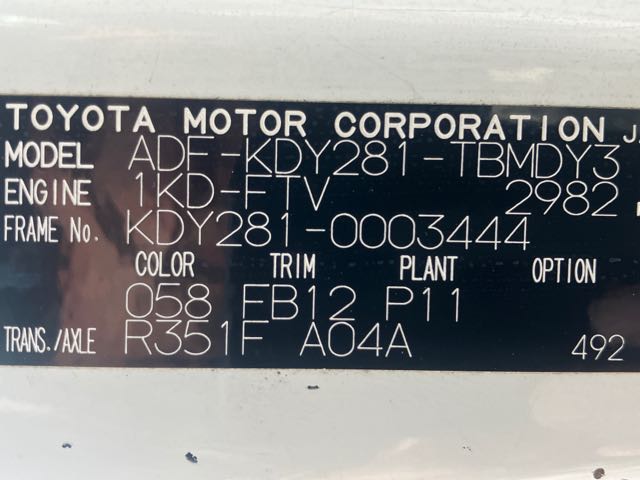 TOYOTA MOTOR CORPORATION JA
MODEL ADF-KDY281-TBMDY3
ENGINE 1KD-FTV 2982
FRAME No. KDY281-0003444
COLOR TRIM PLANT OPTION
058 FB12 P11
TRANS./AXLE R351F A04A 492